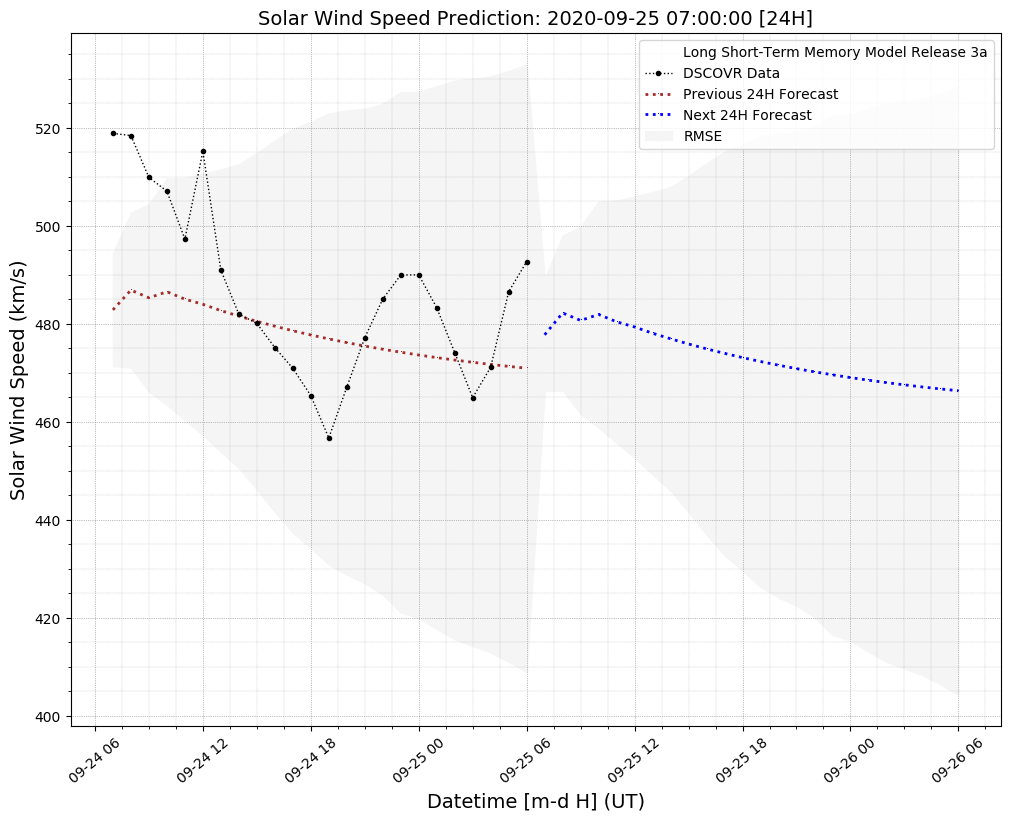 Solar Wind Speed Prediction: 2020-09-25 07:00:00 [24H]
Long Short-Term Memory Model Release 3a
DSCOVR Data
Previous 24H Forecast
Next 24H Forecast
RMSE
Solar Wind Speed (km/s)
520
500
480
460
440
420
400
09-24 06
09-24 12
09-24 18
09-25 00
09-25 06
09-25 12
09-25 18
09-26 00
09-26 06
Datetime [m-d H] (UT)